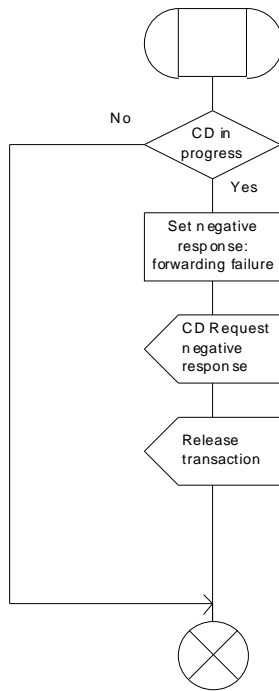 No
CD in
progress
Yes
Set negative
response:
forwarding failure
CD Request
negative
response
Release
transaction